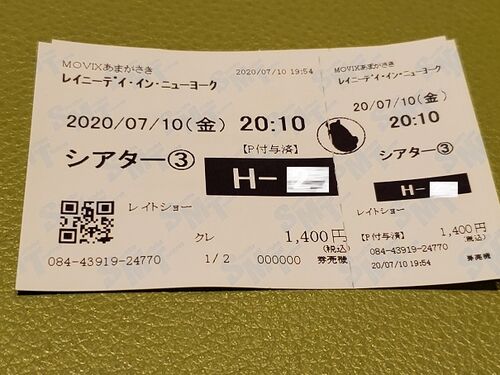 MOVIXあまがさき
2020/07/10 19:54
レイニーデイ・イン・ニューヨーク
2020/07/10(金) 20:10
【P付与済】
シアター③
H-
レイトショー
クレ 1,400円
(税込)
084-43919-24770 1/2 000000 券売機
MOVIXあまがさき
レイニーデイ・イン・ニューヨーク
20/07/10(金)
20:10
シアター③
H-
レイトショー
【P付与済】 1,400円
(税込)
084-43919-24770
20/07/10 19:54 券売機